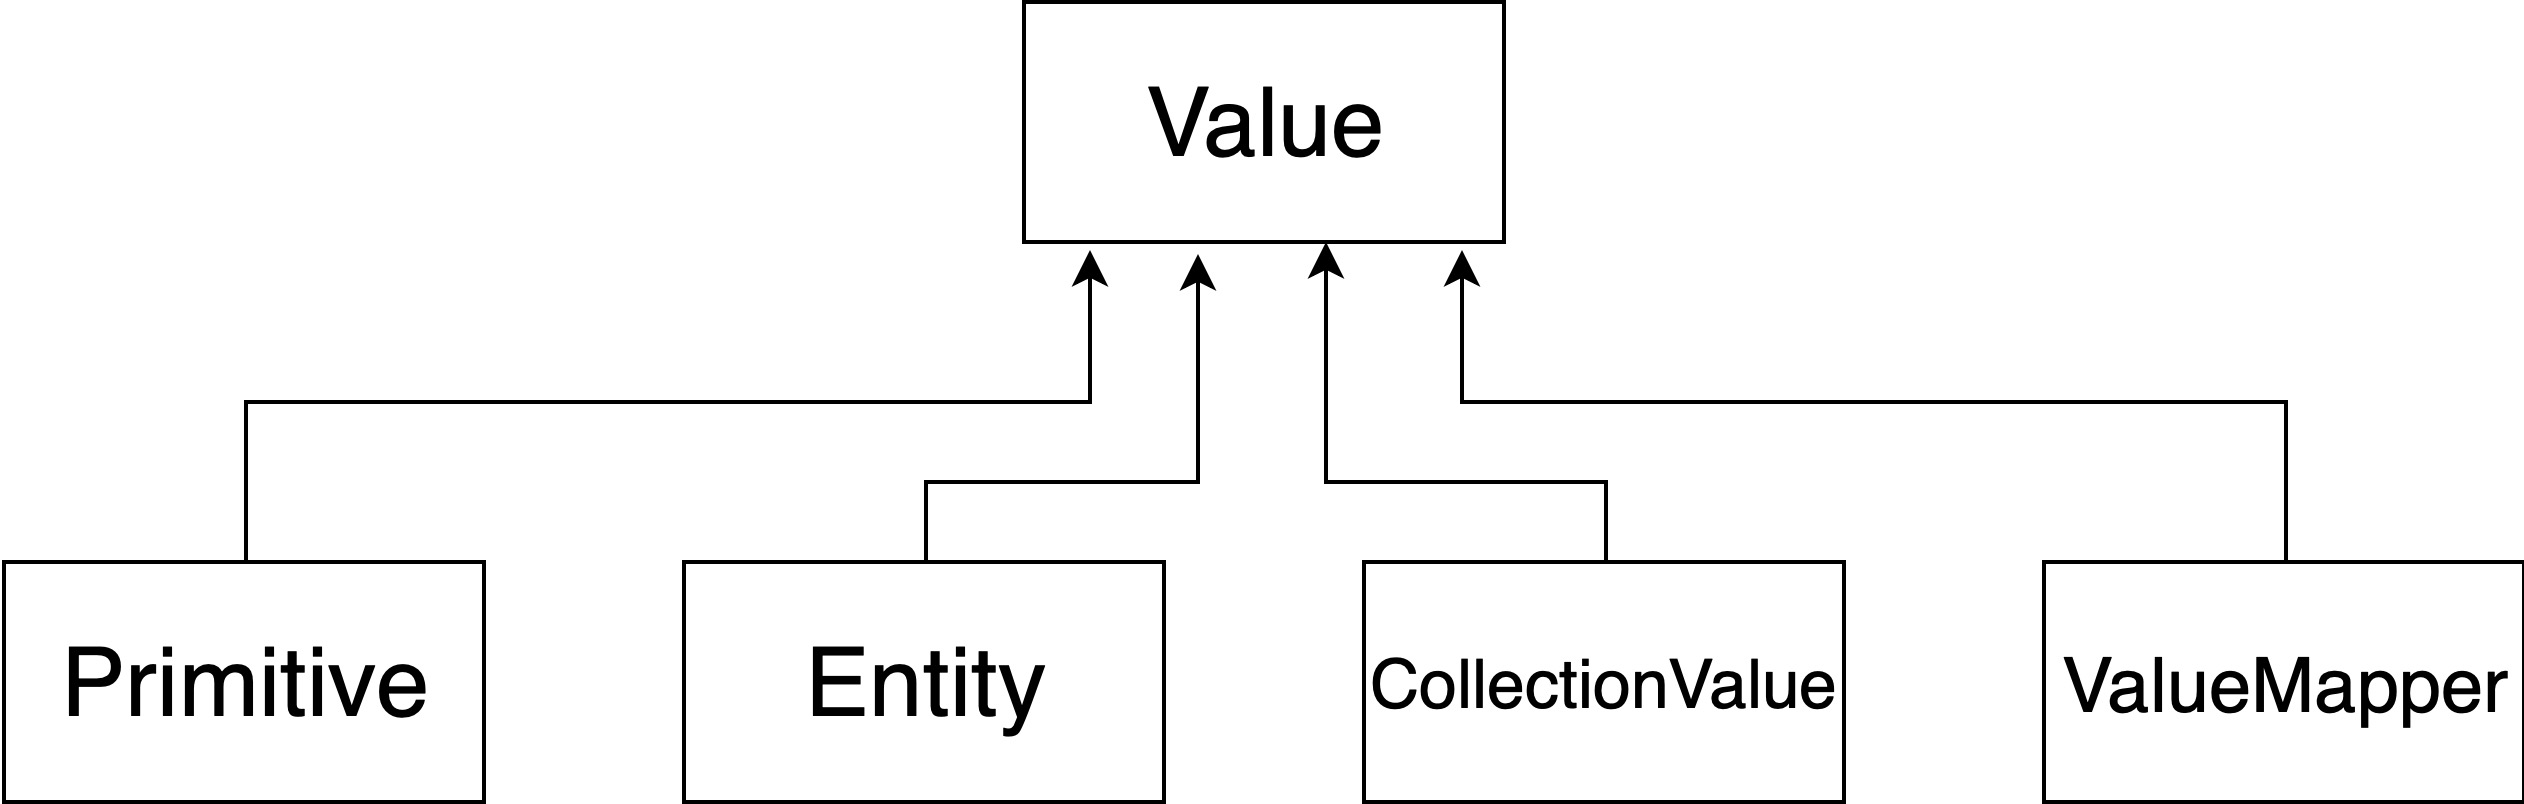 Value
Primitive
Entity
CollectionValue
ValueMapper